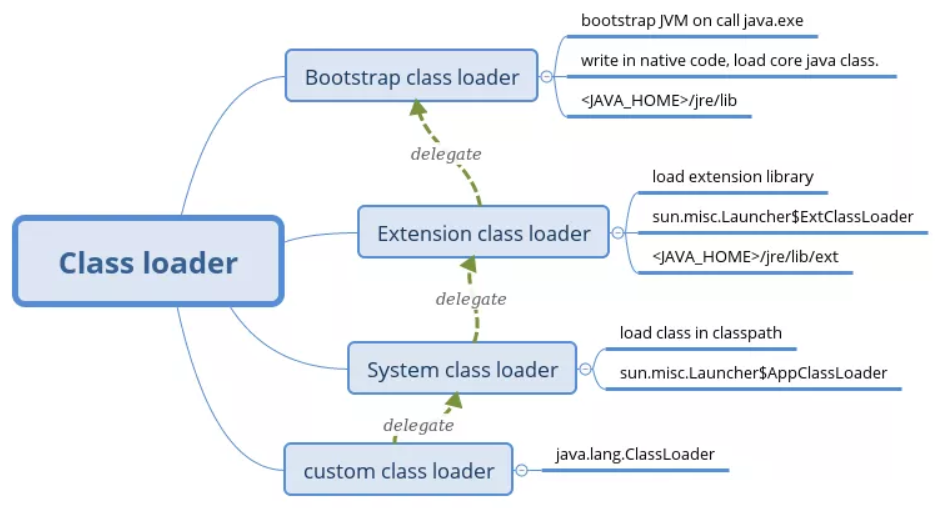 bootstrap JVM on call java.exe
Bootstrap class loader
write in native code, load core java class.
<JAVA_HOME>/jre/lib
delegate
load extension library
Extension class loader
sun.misc.Launcher$ExtClassLoader
<JAVA_HOME>/jre/lib/ext
Class loader
delegate
load class in classpath
System class loader
sun.misc.Launcher$AppClassLoader
delegate
custom class loader
java.lang.ClassLoader